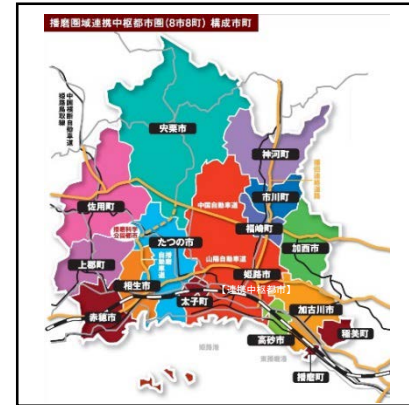 播磨圏域連携中枢都市圏(8市8町) 構成市町
宍粟市
神河町
佐用町
市川町
中国自動車道
福崎町
加西市
たつの市
上郡町
山陽自動車道
姫路市
【連携中枢都市】
相生市
太子町
赤穂市
加古川市
稲美町
高砂市
播磨町